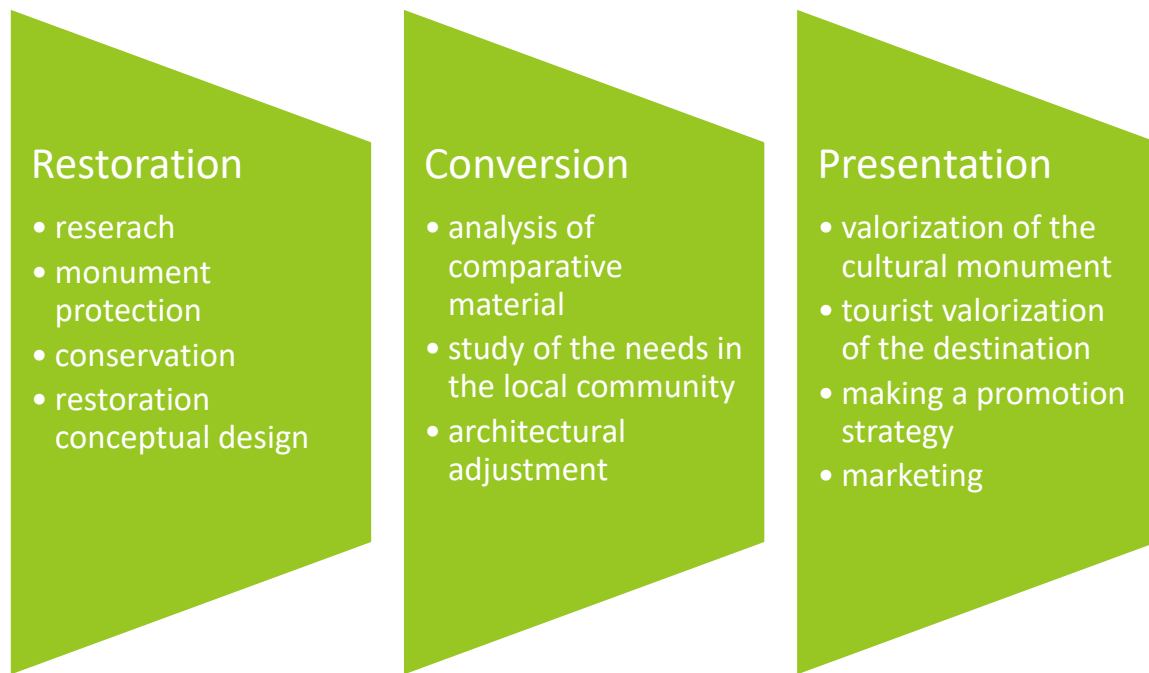 Restoration
• reserach
• monument
protection
• conservation
• restoration
conceptual design
Conversion
• analysis of
comparative
material
• study of the needs in
the local community
• architectural
adjustment
Presentation
• valorization of the
cultural monument
• tourist valorization
of the destination
• making a promotion
strategy
• marketing